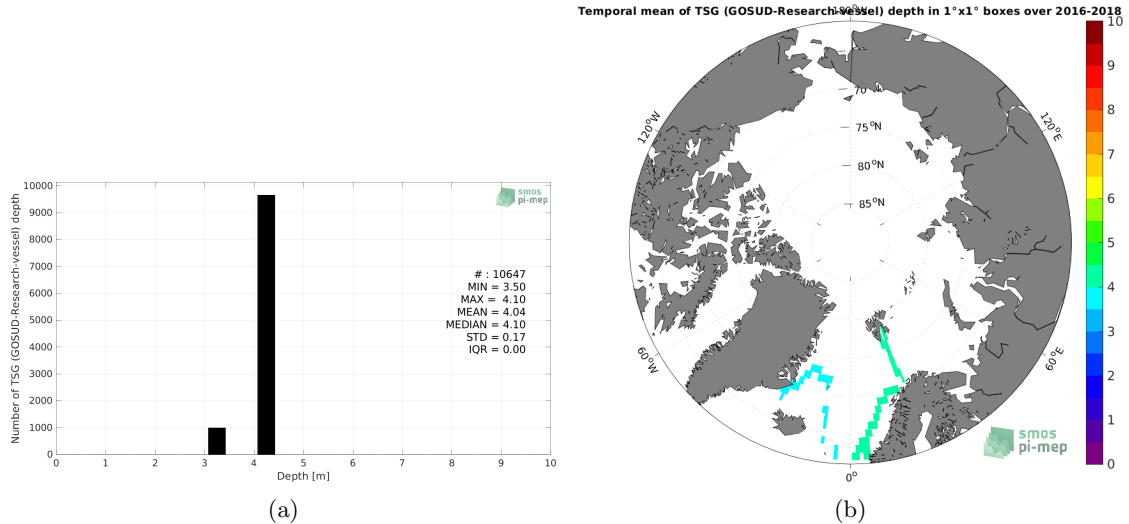 Temporal mean of TSG (GOSUD-Research-vessel) depth in 1°x1° boxes over 2016-2018
180°W
120°W
120°E
60°W
60°E
0°
70
75°N
80°N
85°N
10
9
8
7
6
5
4
3
2
1
0
smos
pi-mep
Number of TSG (GOSUD-Research-vessel) depth
10000
9000
8000
7000
6000
5000
4000
3000
2000
1000
0
smos
pi-mep
# : 10647
MIN = 3.50
MAX = 4.10
MEAN = 4.04
MEDIAN = 4.10
STD = 0.17
IQR = 0.00
0 1 2 3 4 5 6 7 8 9 10
Depth [m]
(a)
(b)